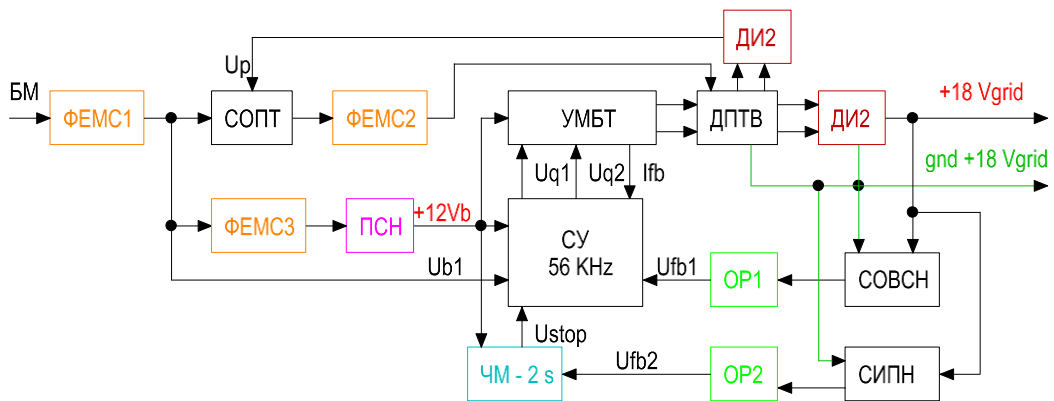 ДИ2
Up
БМ
ФЕМС1
СОПТ
ФЕМС2
УМБТ
ДПТВ
ДИ2
+18 Vgrid
gnd +18 Vgrid
Uq1
Uq2
Ifb
ФЕМС3
ПСН
+12Vb
СУ
56 KHz
Ub1
Ufb1
ОР1
СОВСН
Ustop
ЧМ - 2 s
Ufb2
ОР2
СИПН